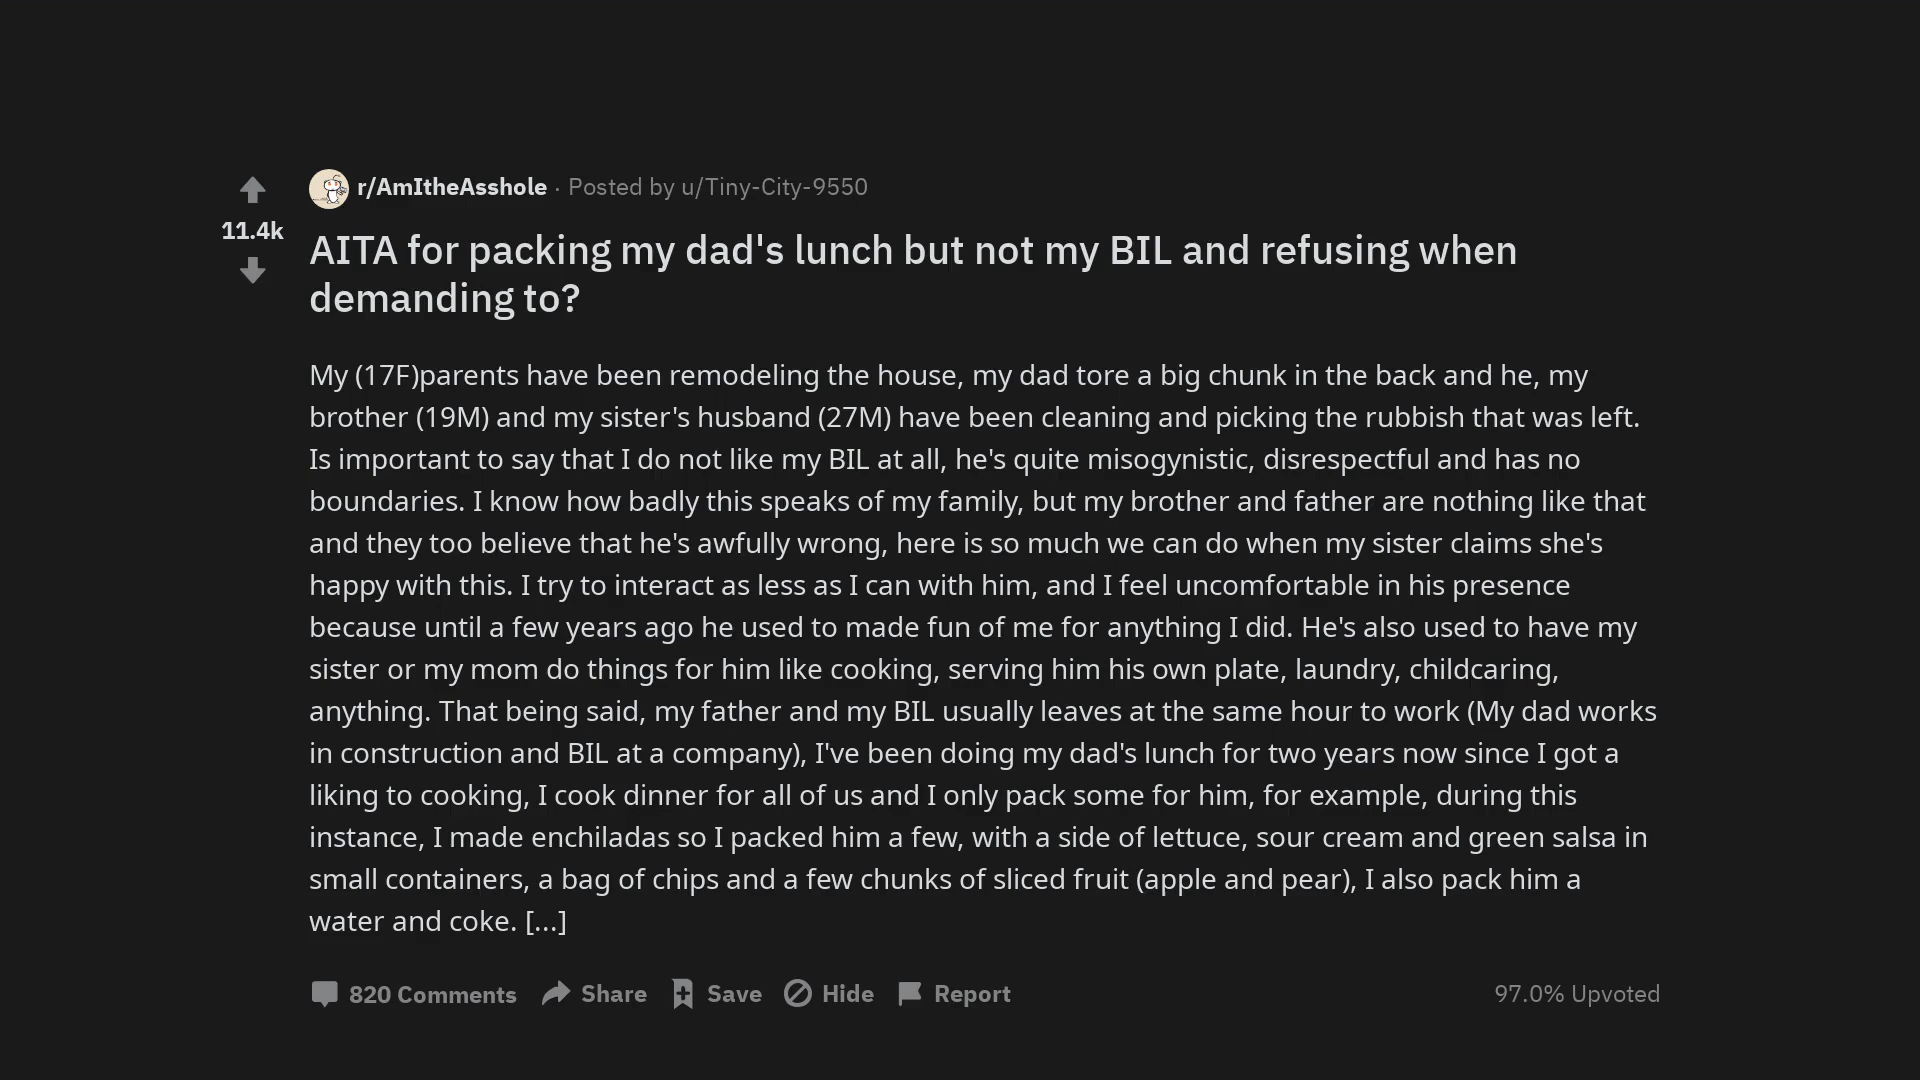 r/AmItheAsshole · Posted by u/Tiny-City-9550
11.4k
AITA for packing my dad's lunch but not my BIL and refusing when
demanding to?
My (17F)parents have been remodeling the house, my dad tore a big chunk in the back and he, my
brother (19M) and my sister's husband (27M) have been cleaning and picking the rubbish that was left.
Is important to say that I do not like my BIL at all, he's quite misogynistic, disrespectful and has no
boundaries. I know how badly this speaks of my family, but my brother and father are nothing like that
and they too believe that he's awfully wrong, here is so much we can do when my sister claims she's
happy with this. I try to interact as less as I can with him, and I feel uncomfortable in his presence
because until a few years ago he used to made fun of me for anything I did. He's also used to have my
sister or my mom do things for him like cooking, serving him his own plate, laundry, childcaring,
anything. That being said, my father and my BIL usually leaves at the same hour to work (My dad works
in construction and BIL at a company), I've been doing my dad's lunch for two years now since I got a
liking to cooking, I cook dinner for all of us and I only pack some for him, for example, during this
instance, I made enchiladas so I packed him a few, with a side of lettuce, sour cream and green salsa in
small containers, a bag of chips and a few chunks of sliced fruit (apple and pear), I also pack him a
water and coke. [...]
820 Comments Share Save Hide Report 97.0% Upvoted